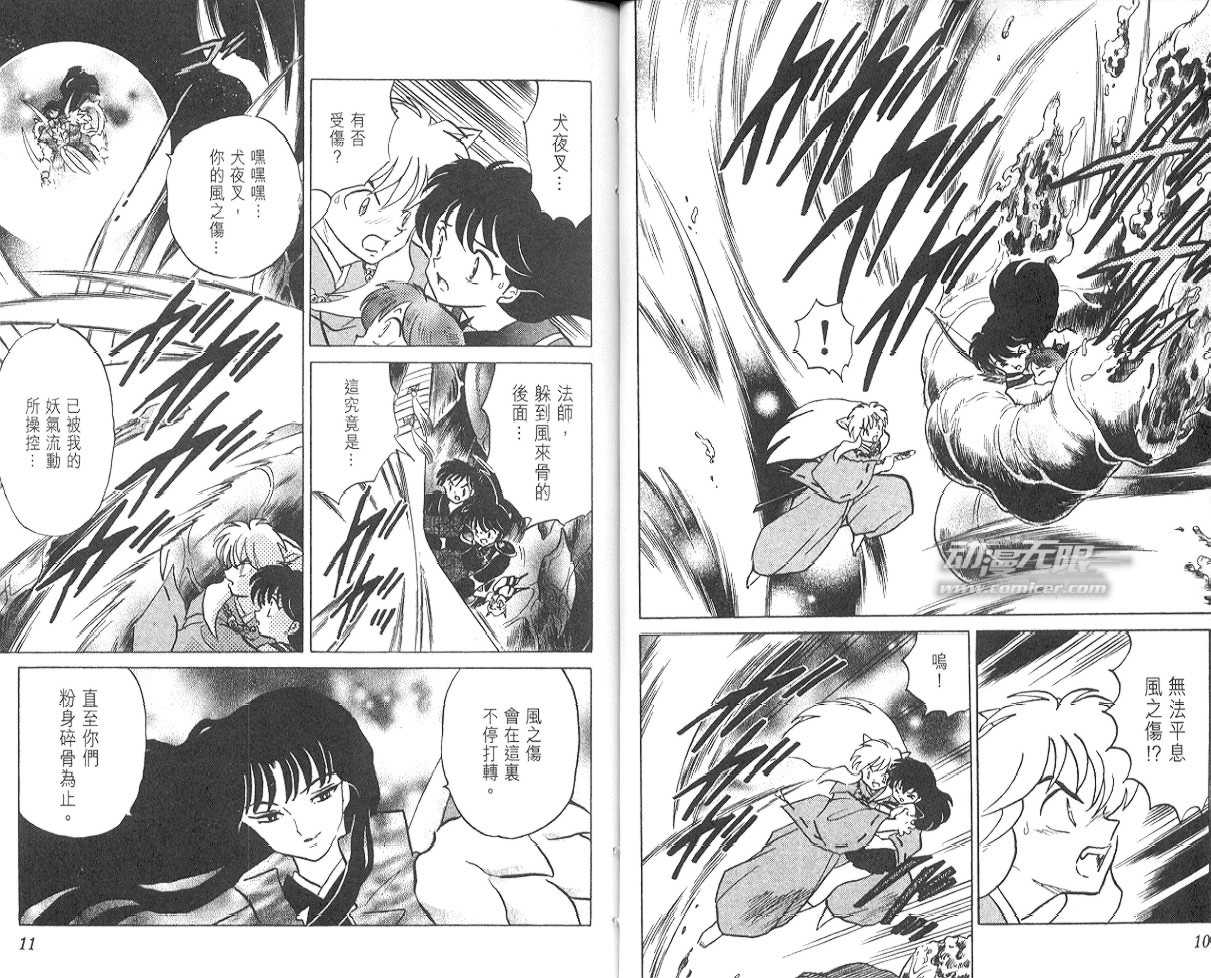 ！
無法平息
風之傷!?
嗚！
10
犬夜叉…
有否
受傷？
嘿嘿嘿…
犬夜叉，
你的風之傷…
法師，
躲到風來骨的
後面…
這究竟是…
已被我的
妖氣流動
所操控…
風之傷
會在這裏
不停打轉。
直至你們
粉身碎骨為止。
11
动漫无限
www.comicer.com